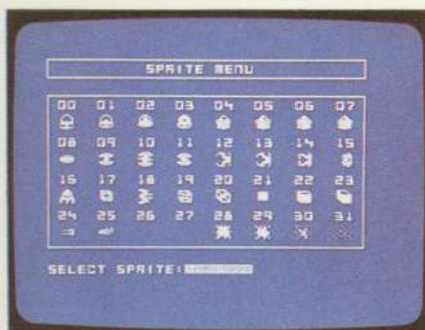 SPRITE MENU
00 01 02 03 04 05 06 07
08 09 10 11 12 13 14 15
16 17 18 19 20 21 22 23
24 25 26 27 28 29 30 31
SELECT SPRITE: